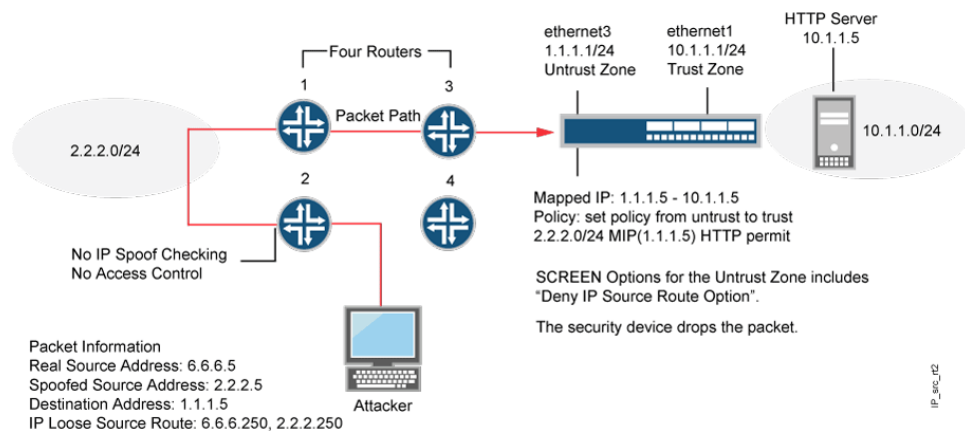 Four Routers
1
3
Packet Path
2.2.2.0/24
2
4
No IP Spoof Checking
No Access Control
Packet Information
Real Source Address: 6.6.6.5
Spoofed Source Address: 2.2.2.5
Destination Address: 1.1.1.5
IP Loose Source Route: 6.6.6.250, 2.2.2.250
Attacker
ethernet3
1.1.1.1/24
Untrust Zone
ethernet1
10.1.1.1/24
Trust Zone
HTTP Server
10.1.1.5
10.1.1.0/24
Mapped IP: 1.1.1.5 - 10.1.1.5
Policy: set policy from untrust to trust
2.2.2.0/24 MIP(1.1.1.5) HTTP permit
SCREEN Options for the Untrust Zone includes
“Deny IP Source Route Option”.
The security device drops the packet.
IP_src_rt2